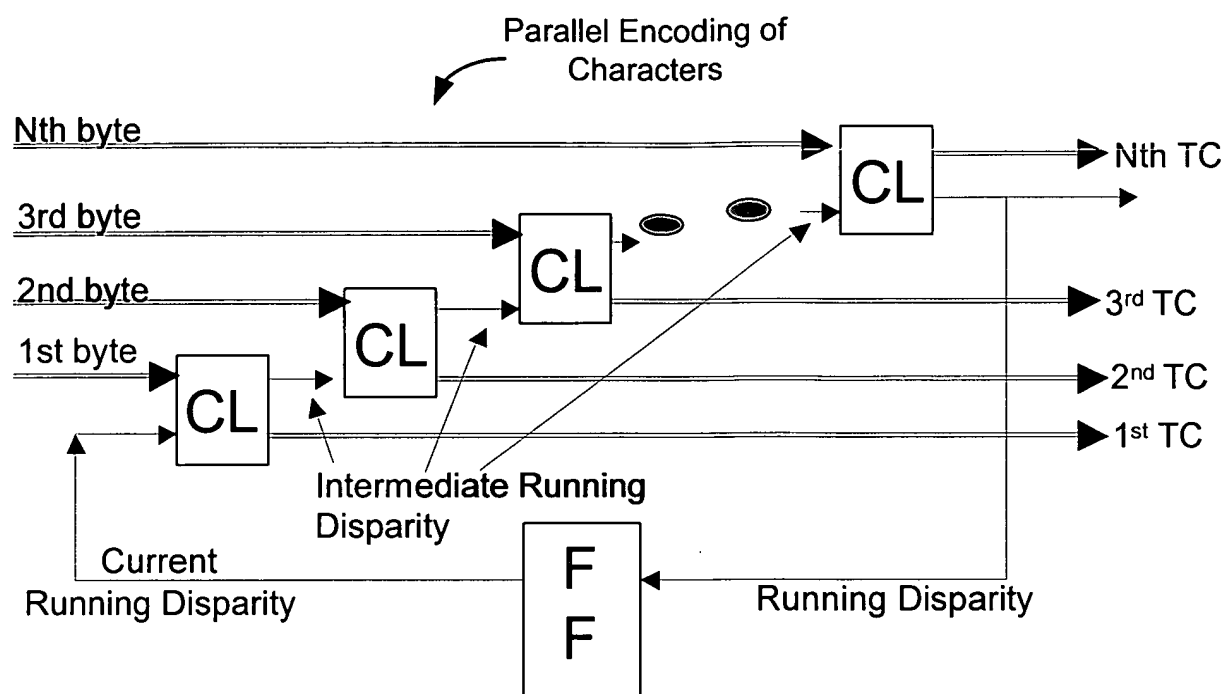 Parallel Encoding of
Characters
Nth byte
CL
Nth TC
3rd byte
CL
2nd byte
3rd TC
1st byte
CL
2nd TC
CL
1st TC
Intermediate Running
Disparity
Current
Running Disparity
F
F
Running Disparity